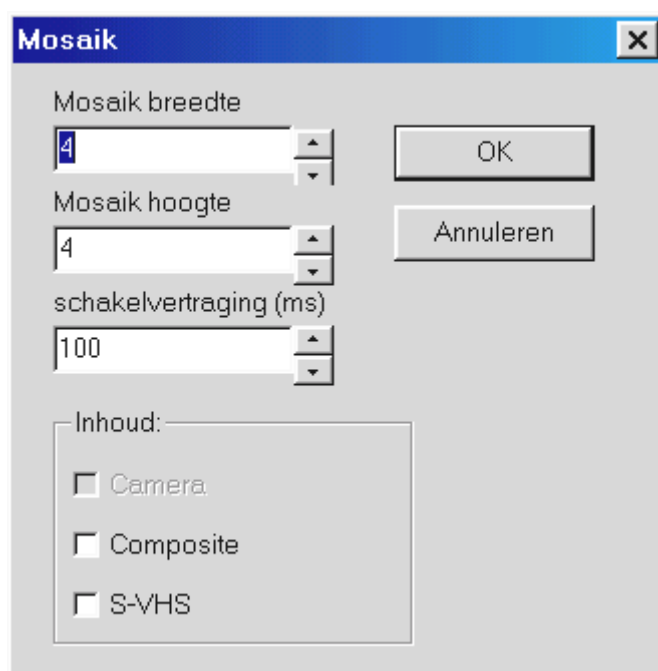 Mosaik
Mosaik breedte
4
OK
Mosaik hoogte
4
Annuleren
schakelvertraging (ms)
100
Inhoud:
Camera
Composite
S-VHS